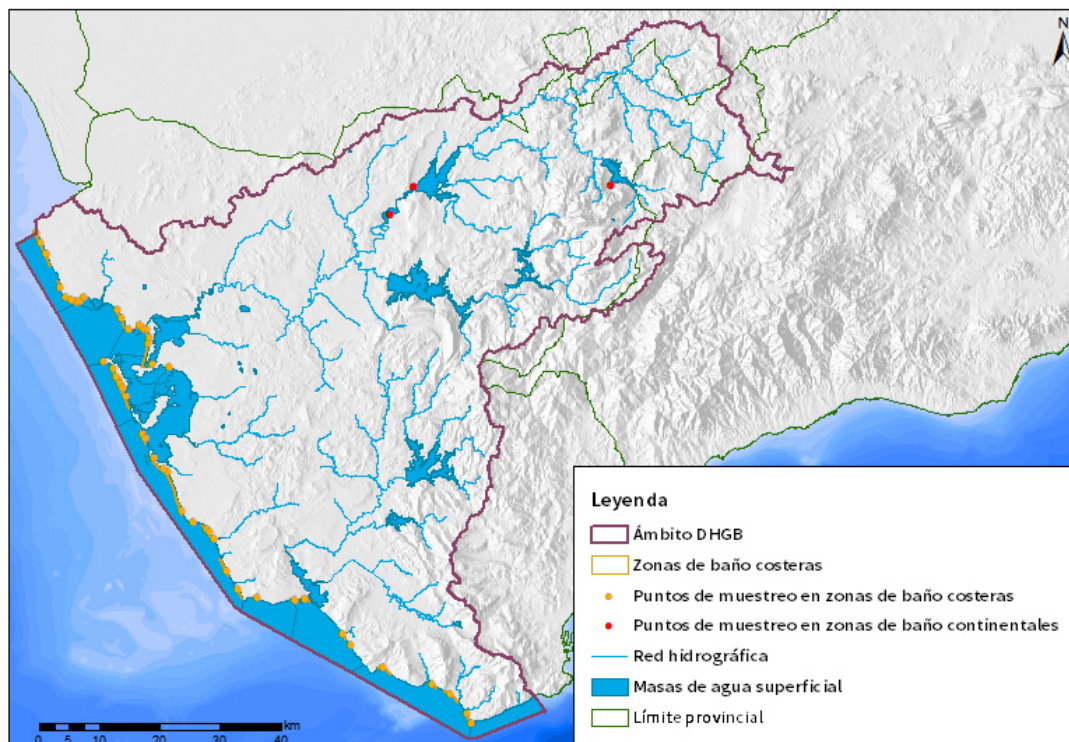 N
Leyenda
Ámbito DHGB
Zonas de baño costeras
Puntos de muestreo en zonas de baño costeras
Puntos de muestreo en zonas de baño continentales
Red hidrográfica
Masas de agua superficial
Límite provincial
km
0 5 10 20 30 40